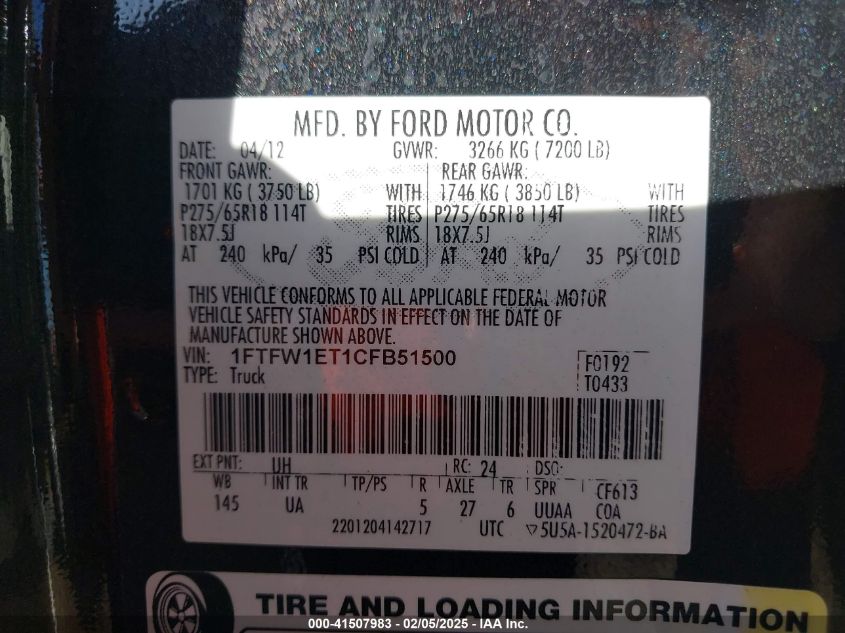 MFD. BY FORD MOTOR CO.
DATE: 04/12 GVWR: 3266 KG ( 7200 LB)
FRONT GAWR: REAR GAWR:
1701 KG ( 3750 LB) WITH 1746 KG ( 3850 LB) WITH
P275/65R18 114T TIRES P275/65R18 114T TIRES
18X7.5J RIMS 18X7.5J RIMS
AT 240 kPa/ 35 PSI COLD AT 240 kPa/ 35 PSI COLD
THIS VEHICLE CONFORMS TO ALL APPLICABLE FEDERAL MOTOR
VEHICLE SAFETY STANDARDS IN EFFECT ON THE DATE OF
MANUFACTURE SHOWN ABOVE.
VIN: 1FTFW1ET1CFB51500 F0192
TYPE: Truck T0433
EXT PNT: UH RC: 24 DSO:
WB INT TR TP/PS R AXLE TR SPR CF613
145 UA 5 27 6 UUAA COA
2201204142717 UTC ▽5U5A-1520472-BA
TIRE AND LOADING INFORMATION
000-41507983 - 02/05/2025 - IAA Inc.